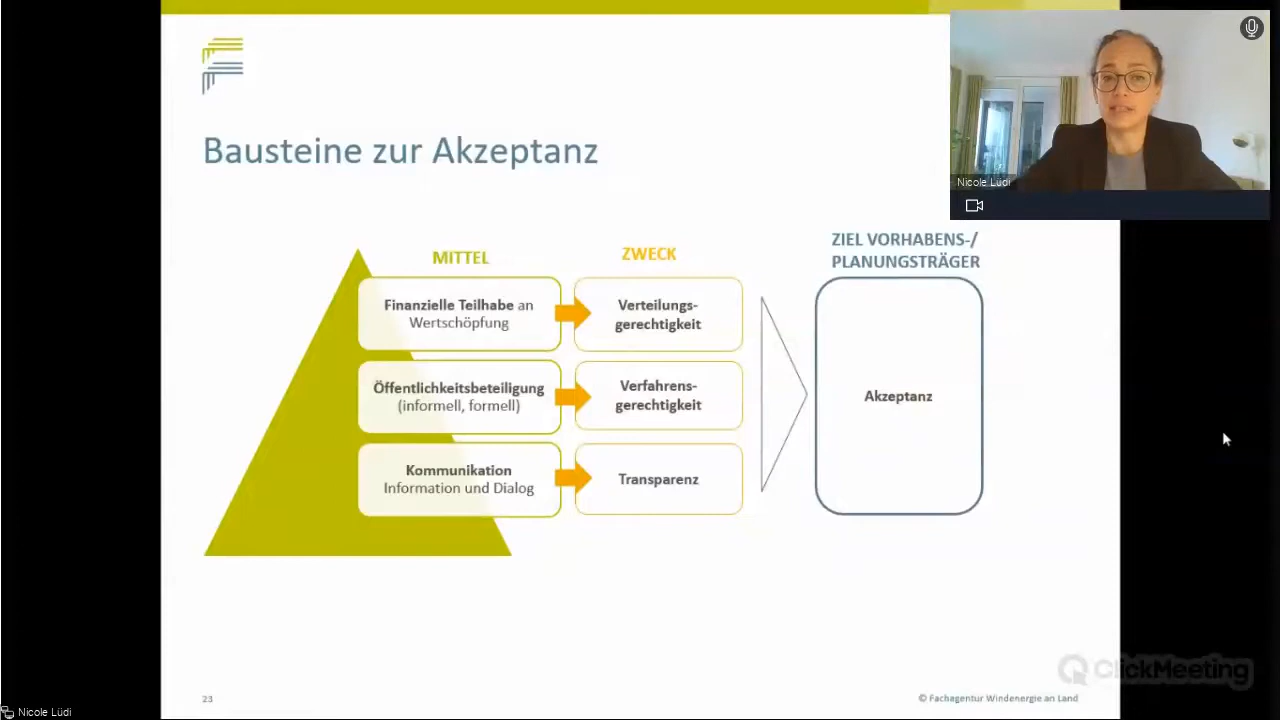 Bausteine zur Akzeptanz
Nicole Lüdi
MITTEL
ZWECK
ZIEL VORHABENS-/
PLANUNGSTRÄGER
Finanzielle Teilhabe an
Wertschöpfung
Verteilungs-
gerechtigkeit
Öffentlichkeitsbeteiligung
(informell, formell)
Verfahrens-
gerechtigkeit
Akzeptanz
Kommunikation
Information und Dialog
Transparenz
ClickMeeting
23
© Fachagentur Windenergie an Land
Nicole Lüdi